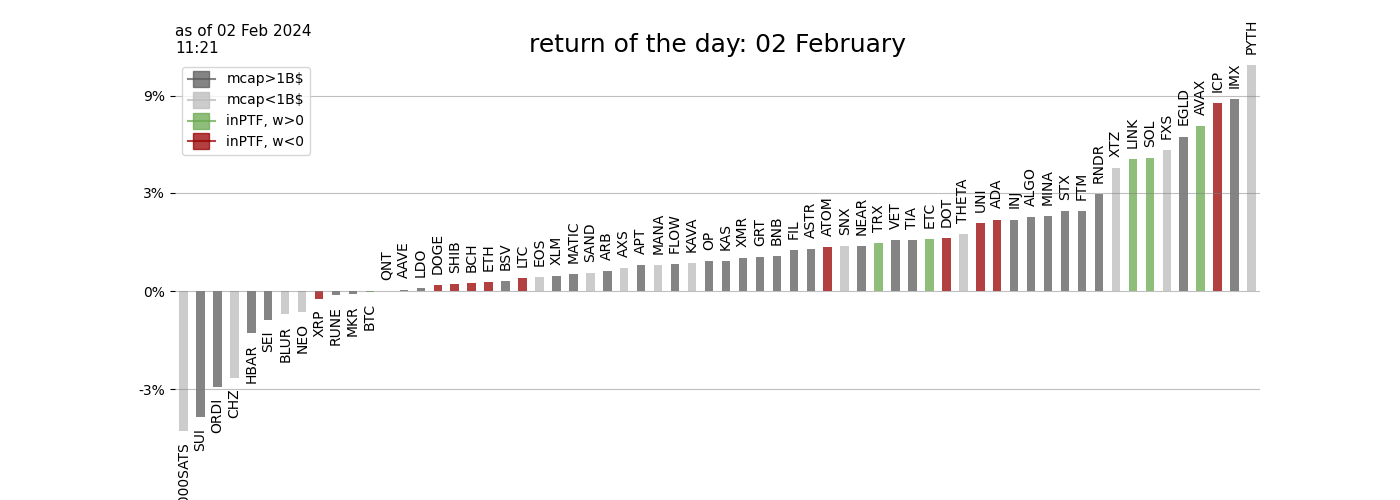 as of 02 Feb 2024
11:21
return of the day: 02 February
mcap>1B$
mcap<1B$
inPTF, w>0
inPTF, w<0
9%
3%
0%
-3%
000SATS
SUI
ORDI
CHZ
HBAR
SEI
BLUR
NEO
XRP
RUNE
MKR
BTC
QNT
AAVE
LDO
DOGE
SHIB
BCH
ETH
BSV
LTC
EOS
XLM
MATIC
SAND
ARB
AXS
APT
MANA
FLOW
KAVA
OP
KAS
XMR
GRT
BNB
FIL
ASTR
ATOM
SNX
NEAR
TRX
VET
TIA
ETC
DOT
THETA
UNI
ADA
INJ
ALGO
MINA
STX
FTM
RNDR
XTZ
LINK
SOL
FXS
EGLD
AVAX
ICP
IMX
PYTH